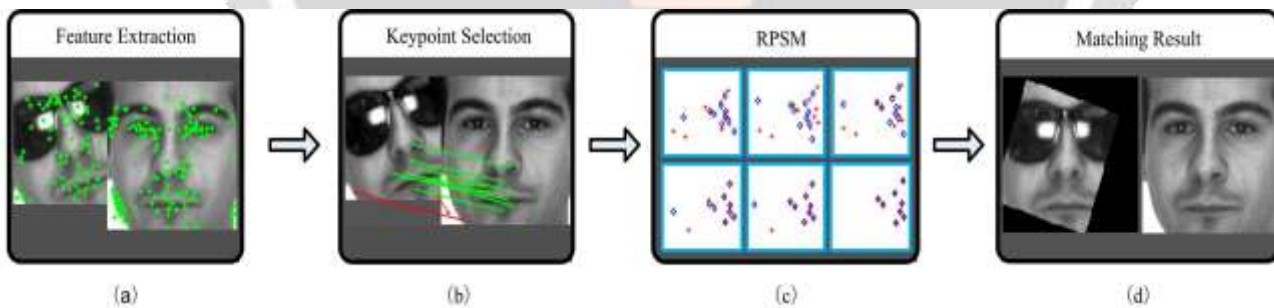 Feature Extraction
Keypoint Selection
RPSM
Matching Result
(a)
(b)
(c)
(d)